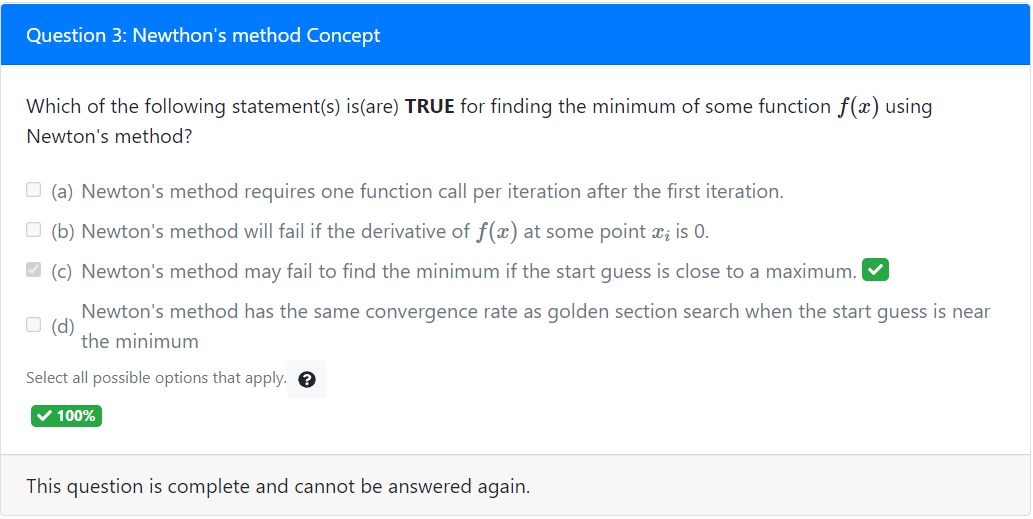 Question 3: Newthon's method Concept
Which of the following statement(s) is(are) TRUE for finding the minimum of some function f(x) using
Newton's method?
(a) Newton's method requires one function call per iteration after the first iteration.
(b) Newton's method will fail if the derivative of f(x) at some point xᵢ is 0.
(c) Newton's method may fail to find the minimum if the start guess is close to a maximum.
(d) Newton's method has the same convergence rate as golden section search when the start guess is near
the minimum
Select all possible options that apply. ?
100%
This question is complete and cannot be answered again.